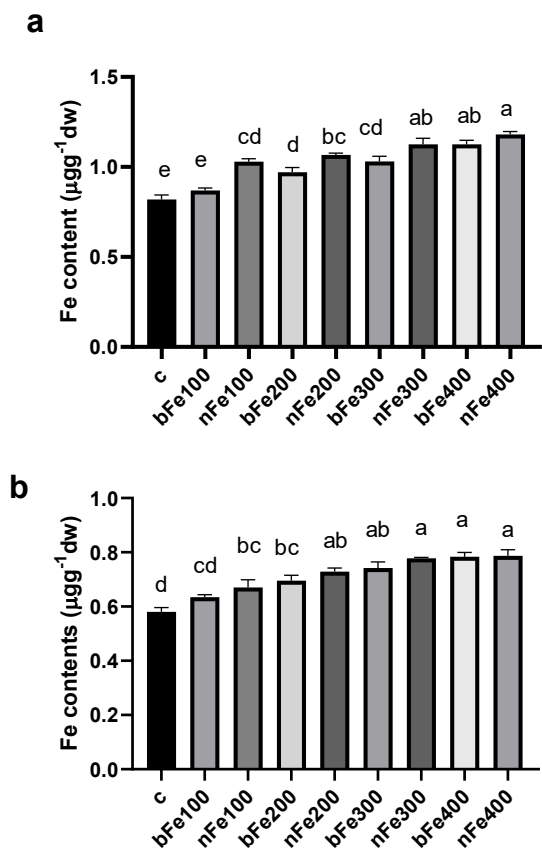 a
Fe content (µgg⁻¹dw)
1.5
1.0
0.5
0.0
e
e
cd
d
bc
cd
ab
ab
a
c
bFe100
nFe100
bFe200
nFe200
bFe300
nFe300
bFe400
nFe400
b
Fe contents (µgg⁻¹dw)
1.0
0.8
0.6
0.4
0.2
0.0
d
cd
bc
bc
ab
ab
a
a
a
c
bFe100
nFe100
bFe200
nFe200
bFe300
nFe300
bFe400
nFe400